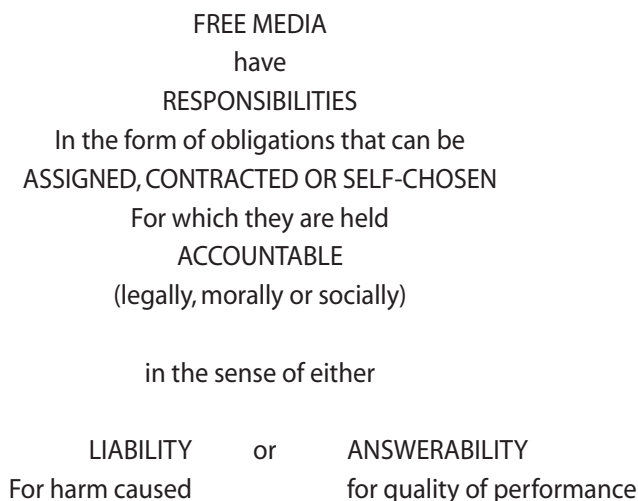 FREE MEDIA
have
RESPONSIBILITIES
In the form of obligations that can be
ASSIGNED, CONTRACTED OR SELF-CHOSEN
For which they are held
ACCOUNTABLE
(legally, morally or socially)
in the sense of either
LIABILITY or ANSWERABILITY
For harm caused for quality of performance